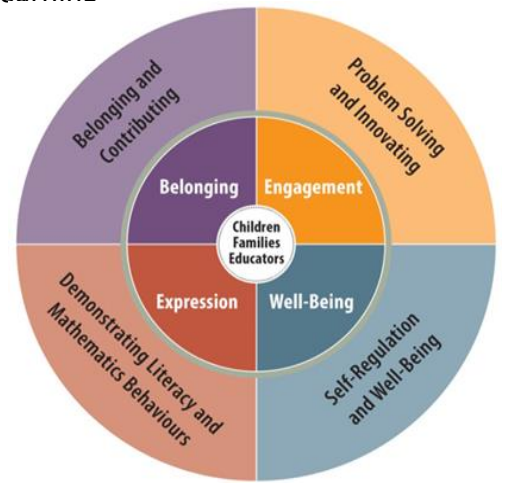 Belonging and
Contributing
Problem Solving
and Innovating
Belonging
Engagement
Children
Families
Educators
Expression
Well-Being
Demonstrating Literacy and
Mathematics Behaviours
Self-Regulation
and Well-Being